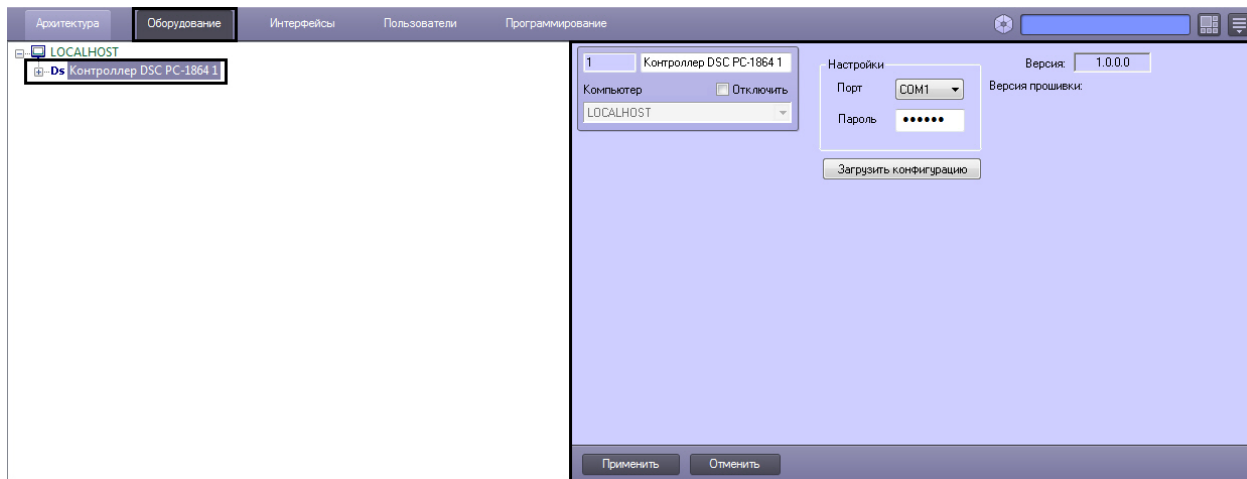 Архитектура Оборудование Интерфейсы Пользователи Программирование
LOCALHOST
Ds Контроллер DSC PC-1864 1
1 Контроллер DSC PC-1864 1
Компьютер Отключить
LOCALHOST
Настройки
Порт COM1
Пароль ••••••
Загрузить конфигурацию
Версия: 1.0.0.0
Версия прошивки:
Применить Отменить